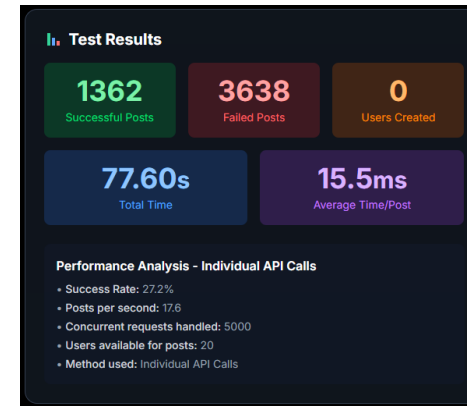 Test Results
1362
Successful Posts
3638
Failed Posts
0
Users Created
77.60s
Total Time
15.5ms
Average Time/Post
Performance Analysis - Individual API Calls
• Success Rate: 27.2%
• Posts per second: 17.6
• Concurrent requests handled: 5000
• Users available for posts: 20
• Method used: Individual API Calls